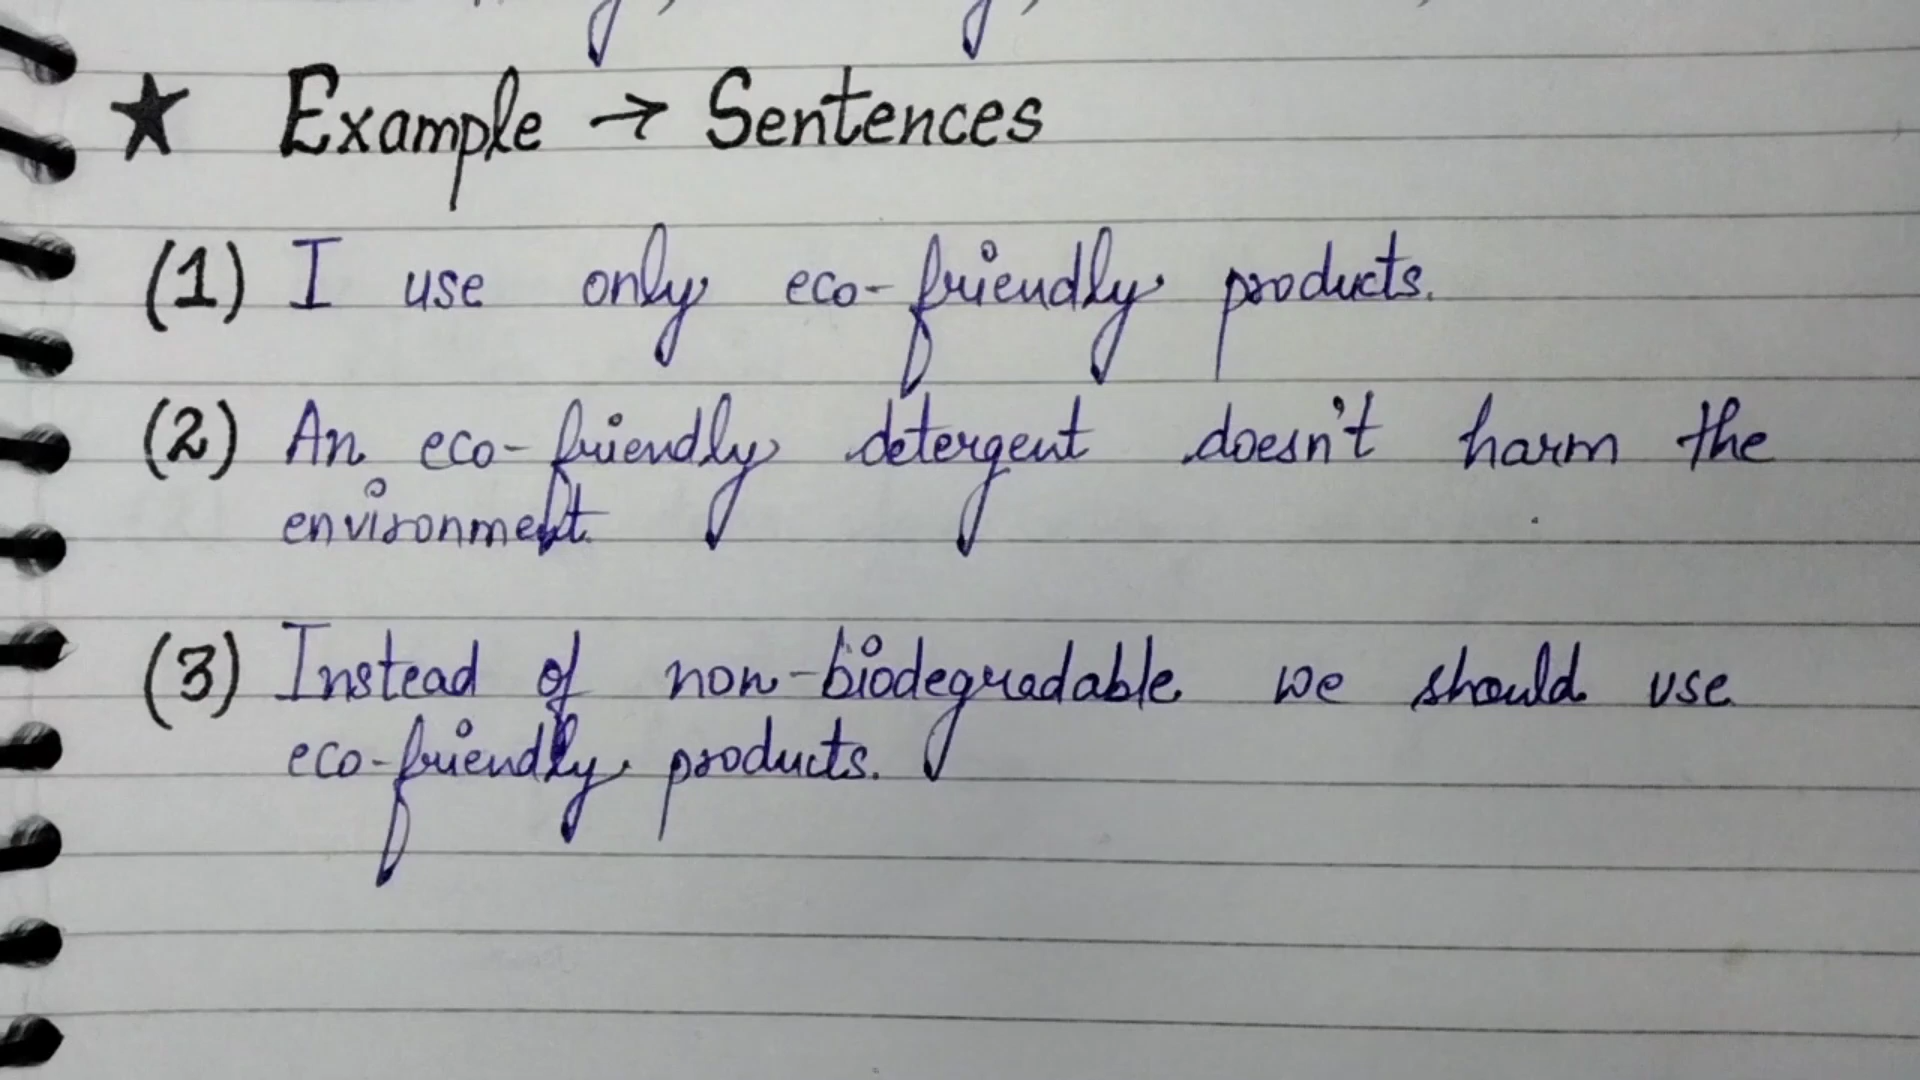 ★ Example → Sentences
(1) I use only eco-friendly products.
(2) An eco-friendly detergent doesn't harm the
environment.
(3) Instead of non-biodegradable we should use
eco-friendly products.